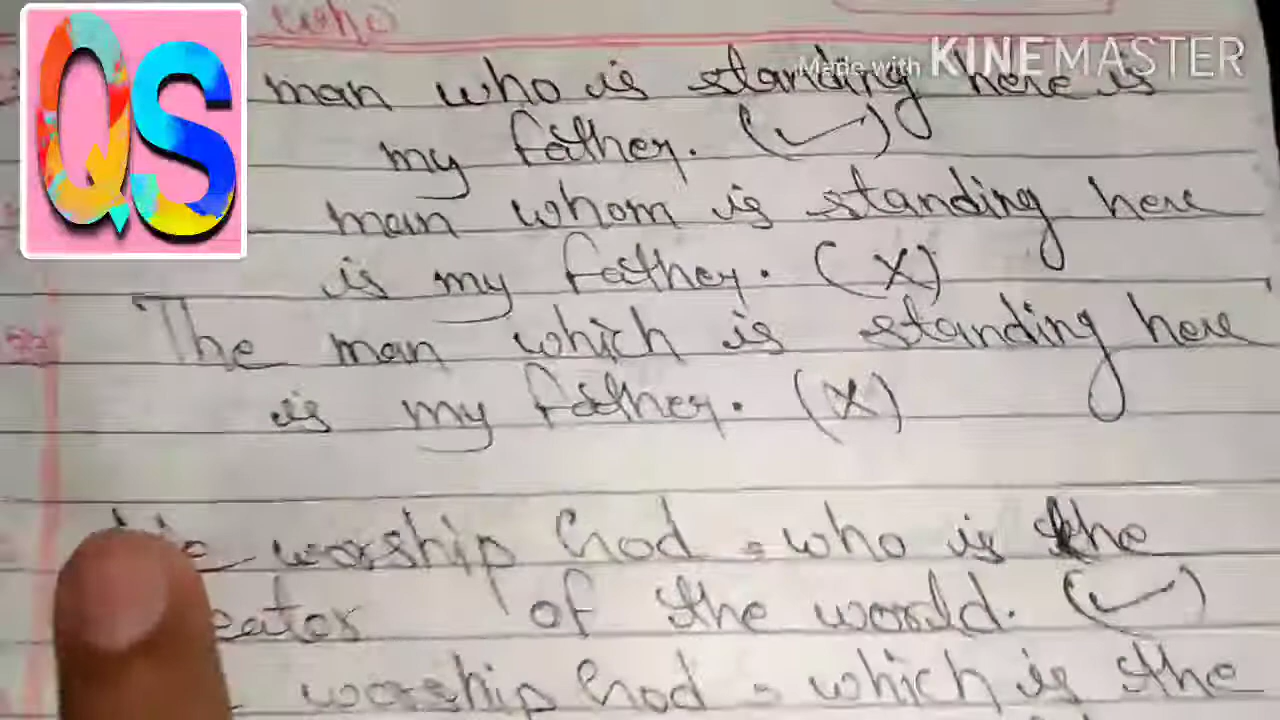 who
QS
Made with KINEMASTER
man who is standing here is
my father. (✓)
man whom is standing here
is my father. (X)
The man which is standing here
is my father. (X)
worship God who is the
of the world. (✓)
worship God which is the